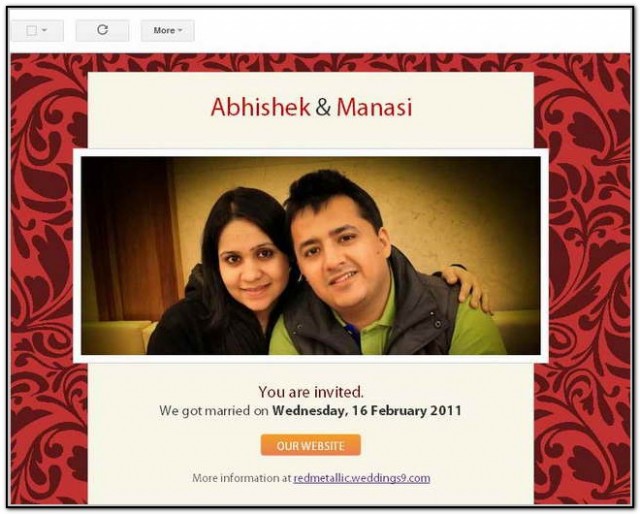 More
Abhishek & Manasi
You are invited.
We got married on Wednesday, 16 February 2011
OUR WEBSITE
More information at redmetallic.weddings9.com